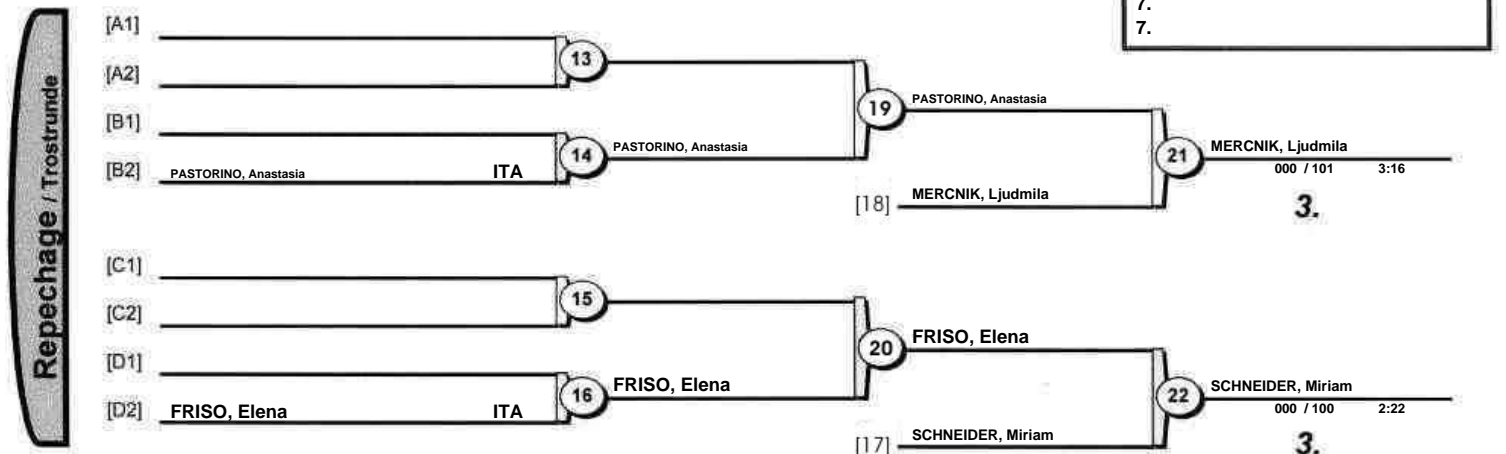 7.
7.
Repechage / Trostrunde
[A1]
13
[A2]
[B1]
19 PASTORINO, Anastasia
14 PASTORINO, Anastasia
[B2] PASTORINO, Anastasia ITA
21 MERCNIK, Ljudmila
000 / 101 3:16
[18] MERCNIK, Ljudmila
3.
[C1]
15
[C2]
20 FRISO, Elena
[D1]
16 FRISO, Elena
[D2] FRISO, Elena ITA
22 SCHNEIDER, Miriam
000 / 100 2:22
[17] SCHNEIDER, Miriam
3.